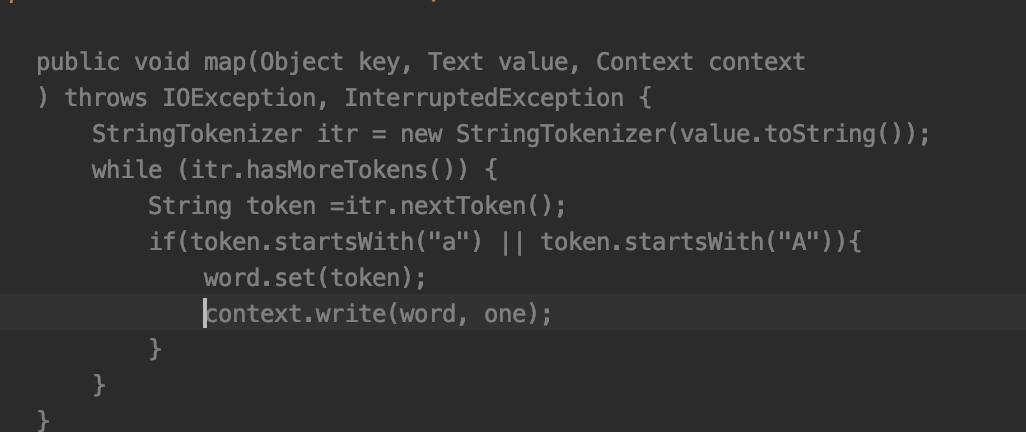 public void map(Object key, Text value, Context context
) throws IOException, InterruptedException {
    StringTokenizer itr = new StringTokenizer(value.toString());
    while (itr.hasMoreTokens()) {
        String token =itr.nextToken();
        if(token.startsWith("a") || token.startsWith("A")){
            word.set(token);
            context.write(word, one);
        }
    }
}